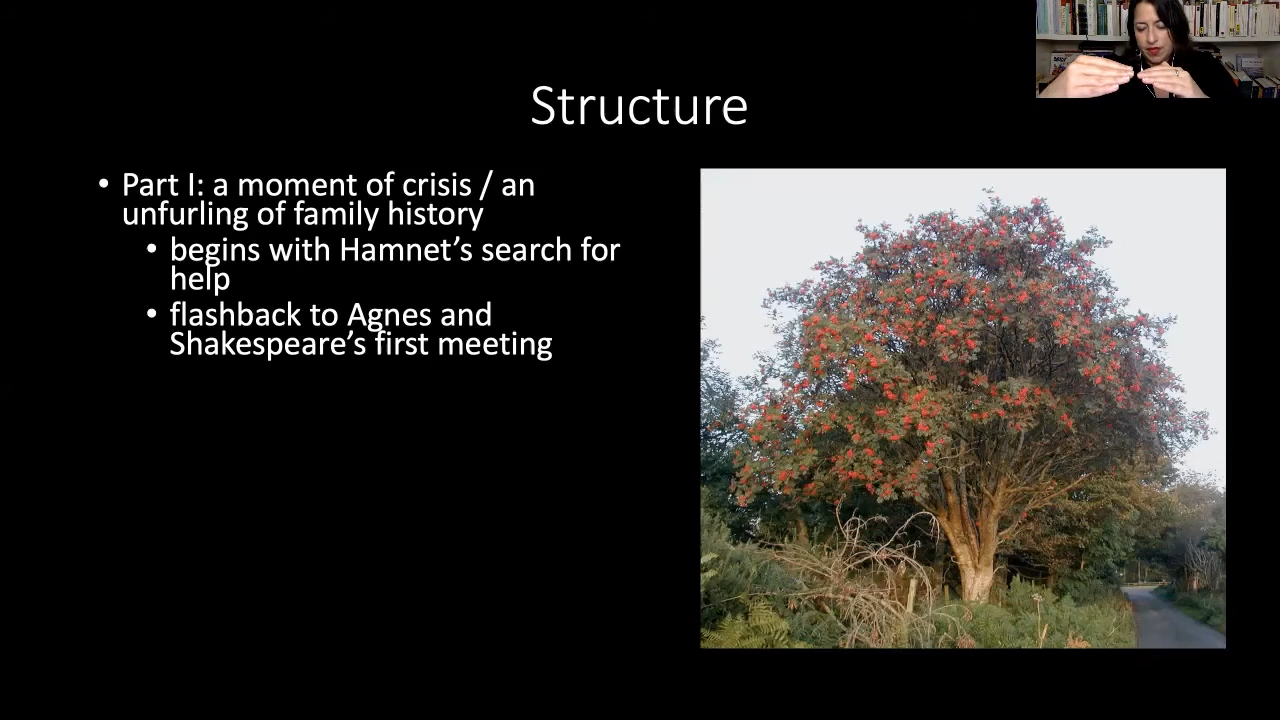 Structure
• Part I: a moment of crisis / an
unfurling of family history
• begins with Hamnet’s search for
help
• flashback to Agnes and
Shakespeare’s first meeting